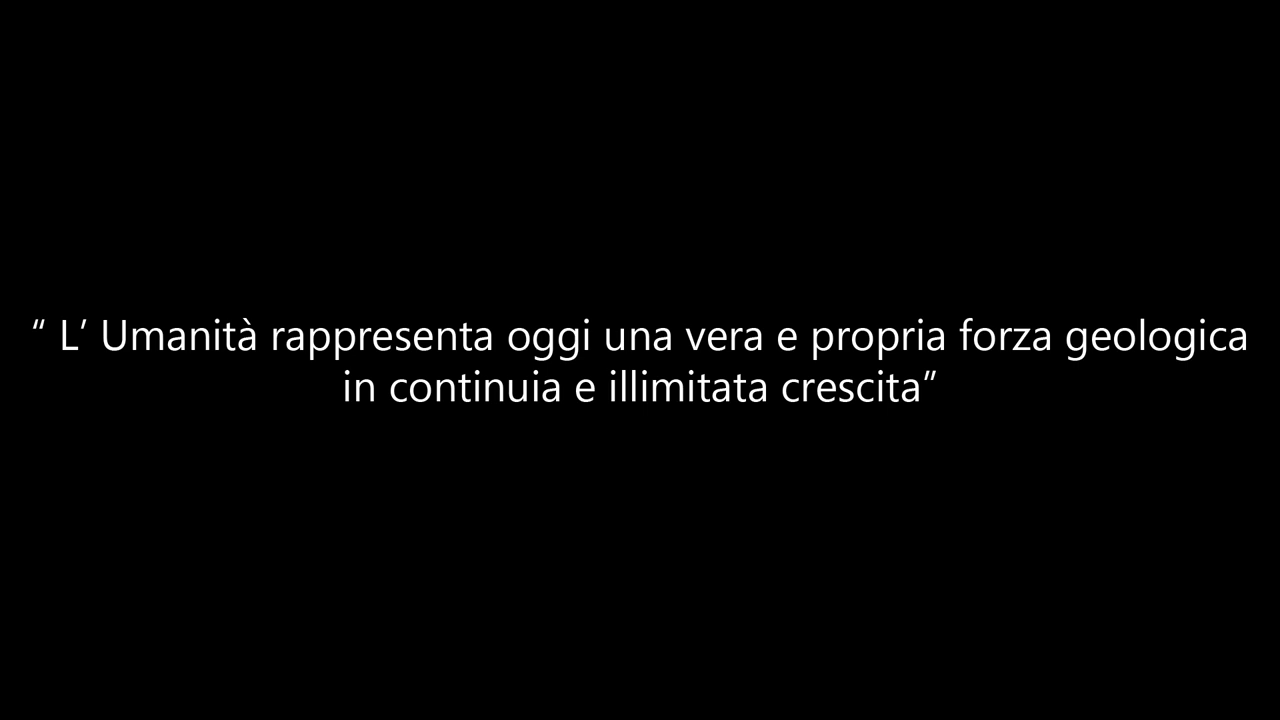 “ L’ Umanità rappresenta oggi una vera e propria forza geologica
in continuia e illimitata crescita”